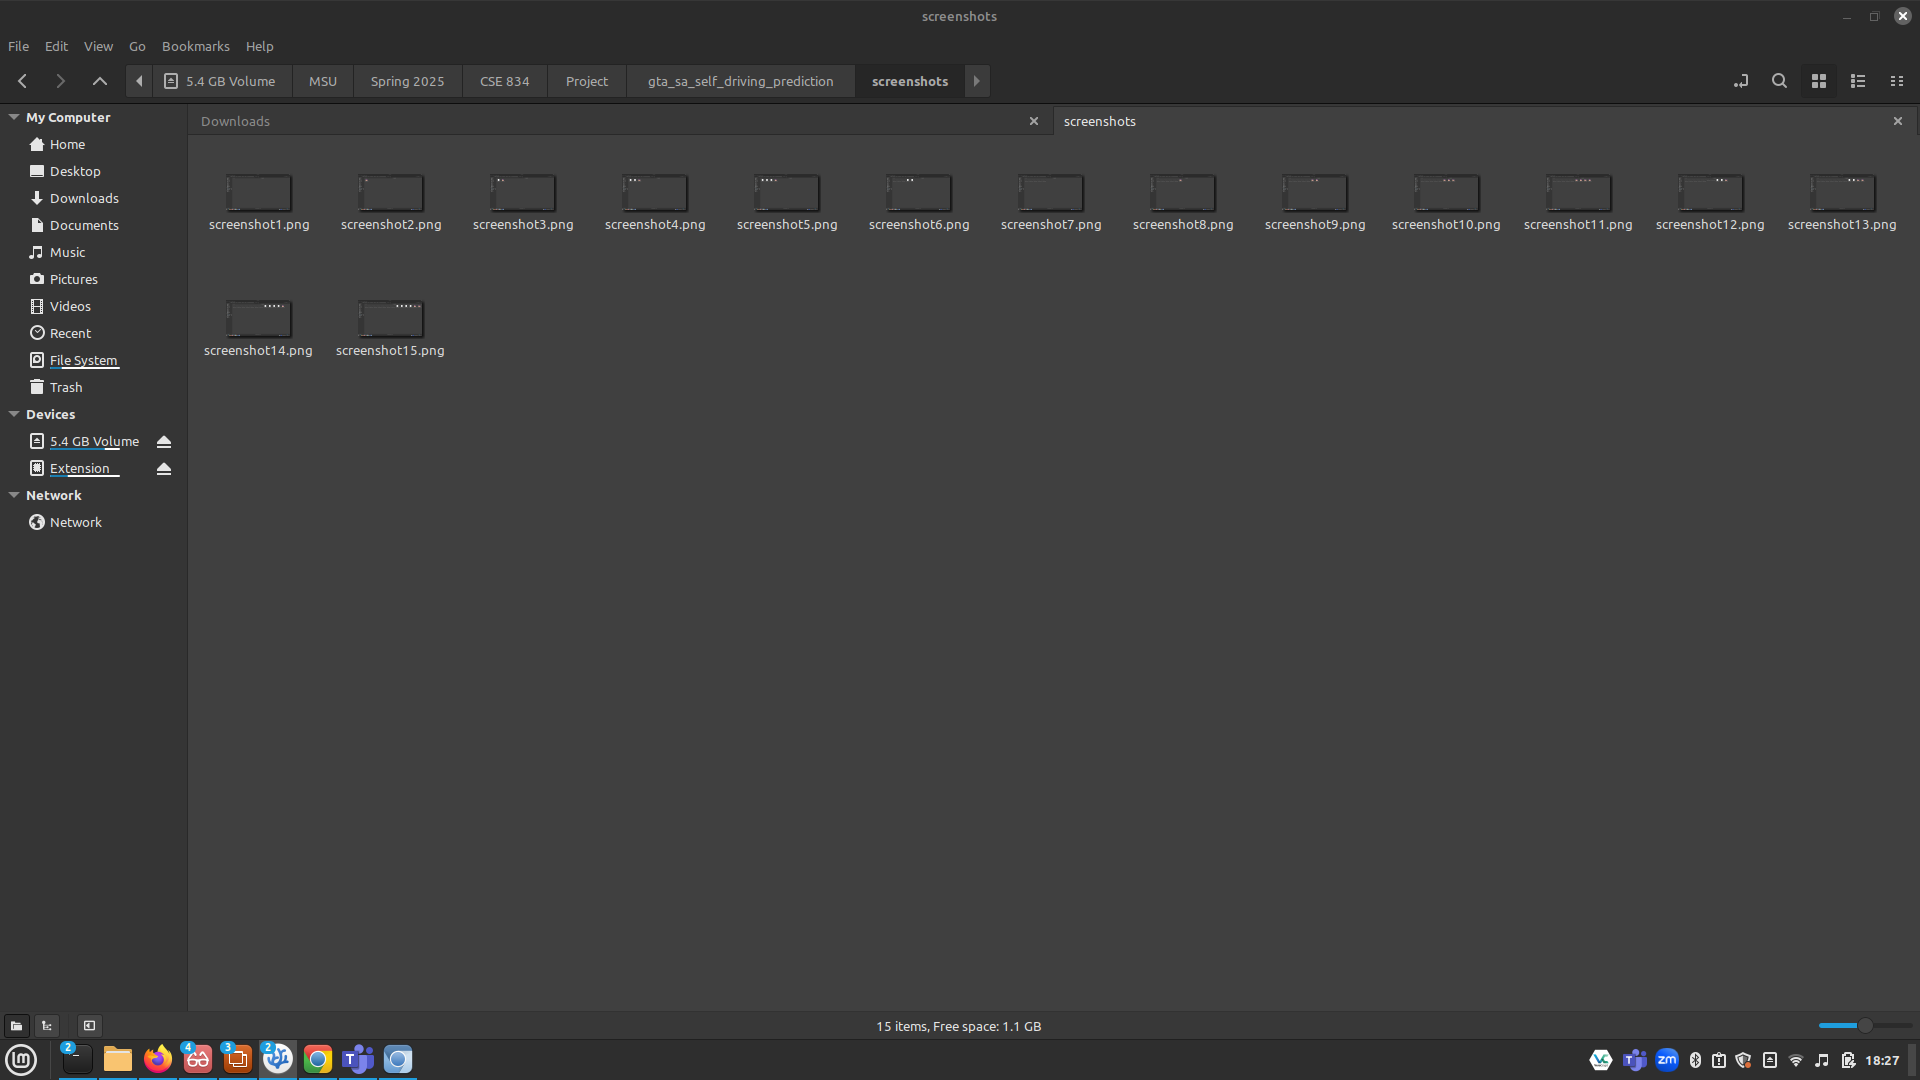 screenshots
File Edit View Go Bookmarks Help
5.4 GB Volume MSU Spring 2025 CSE 834 Project gta_sa_self_driving_prediction screenshots
My Computer
Home
Desktop
Downloads
Documents
Music
Pictures
Videos
Recent
File System
Trash
Devices
5.4 GB Volume
Extension
Network
Network
Downloads screenshots
screenshot1.png screenshot2.png screenshot3.png screenshot4.png screenshot5.png screenshot6.png screenshot7.png screenshot8.png screenshot9.png screenshot10.png screenshot11.png screenshot12.png screenshot13.png
screenshot14.png screenshot15.png
15 items, Free space: 1.1 GB
lm 2 4 3 2 T VC T zm 18:27